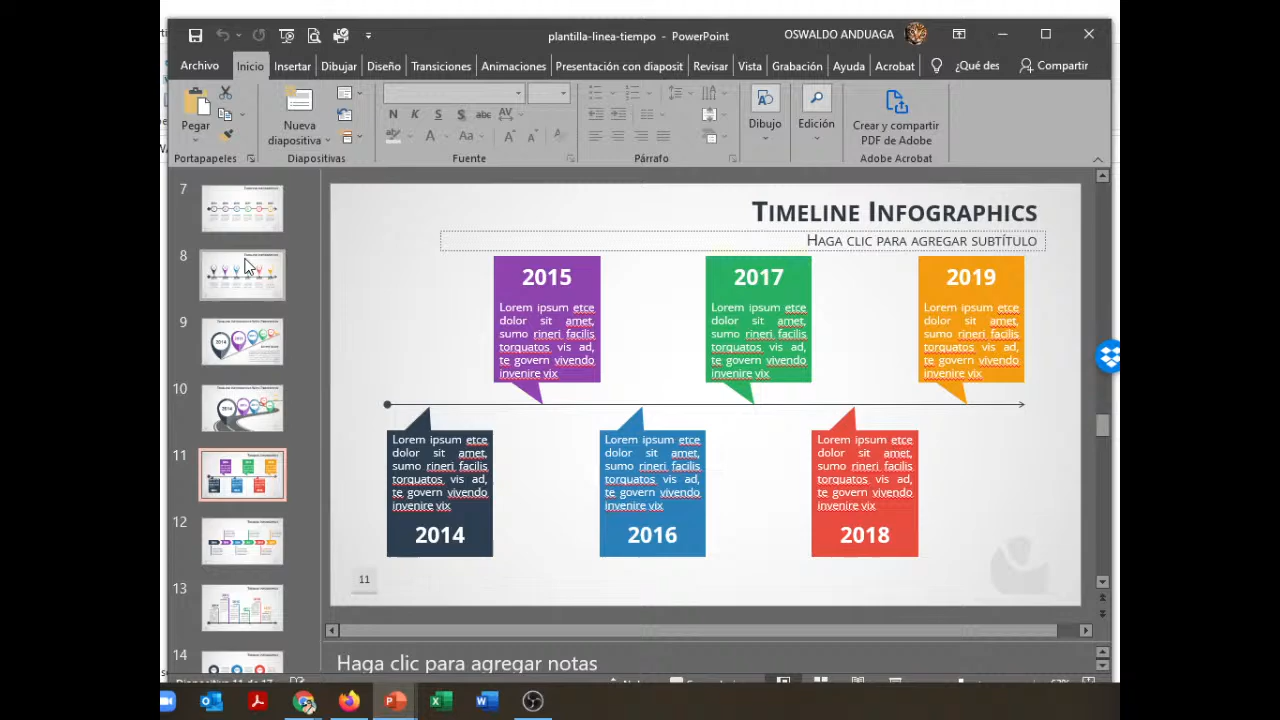 plantilla-linea-tiempo - PowerPoint
OSWALDO ANDUAGA
Archivo Inicio Insertar Dibujar Diseño Transiciones Animaciones Presentación con diaposit Revisar Vista Grabación Ayuda Acrobat ¿Qué des Compartir
Pegar
Nueva
diapositiva
N K S S abc AV
A Aa A A A
Dibujo
Edición
Crear y compartir
PDF de Adobe Acrobat
Portapapeles
Diapositivas
Fuente
Párrafo
Adobe Acrobat
7
8
9
10
11
12
13
14
TIMELINE INFOGRAPHICS
HAGA CLIC PARA AGREGAR SUBTÍTULO
2015
Lorem ipsum etce
dolor sit amet,
sumo rineri facilis
torquatos vis ad,
te govern vivendo
invenire vix
2017
Lorem ipsum etce
dolor sit amet,
sumo rineri facilis
torquatos vis ad,
te govern vivendo
invenire vix
2019
Lorem ipsum etce
dolor sit amet,
sumo rineri facilis
torquatos vis ad,
te govern vivendo
invenire vix
Lorem ipsum etce
dolor sit amet,
sumo rineri facilis
torquatos vis ad,
te govern vivendo
invenire vix
2014
Lorem ipsum etce
dolor sit amet,
sumo rineri facilis
torquatos vis ad,
te govern vivendo
invenire vix
2016
Lorem ipsum etce
dolor sit amet,
sumo rineri facilis
torquatos vis ad,
te govern vivendo
invenire vix
2018
11
Haga clic para agregar notas